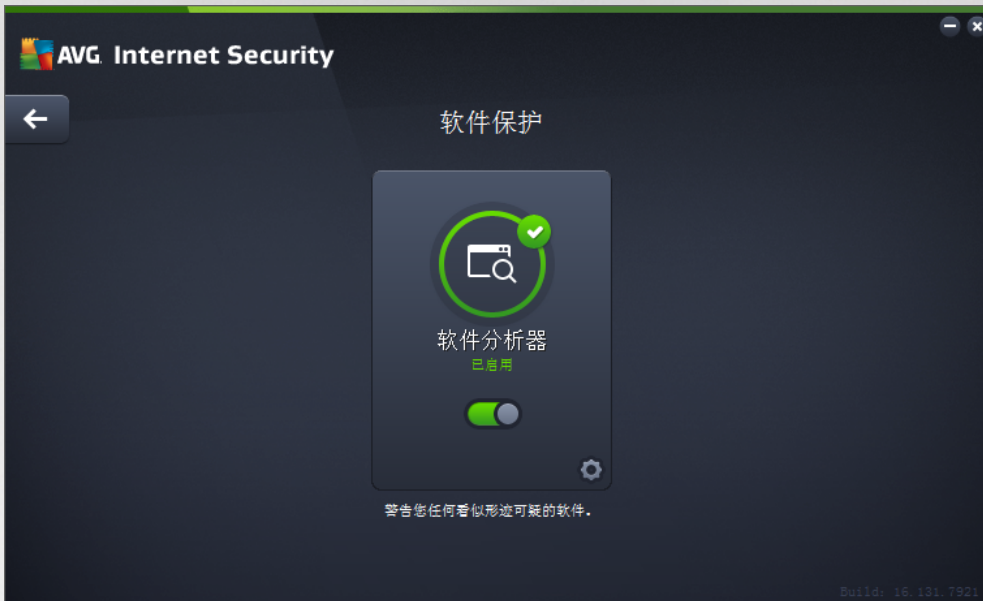 AVG. Internet Security
软件保护
软件分析器
已启用
警告您任何看似形迹可疑的软件.
Build: 16.131.7921